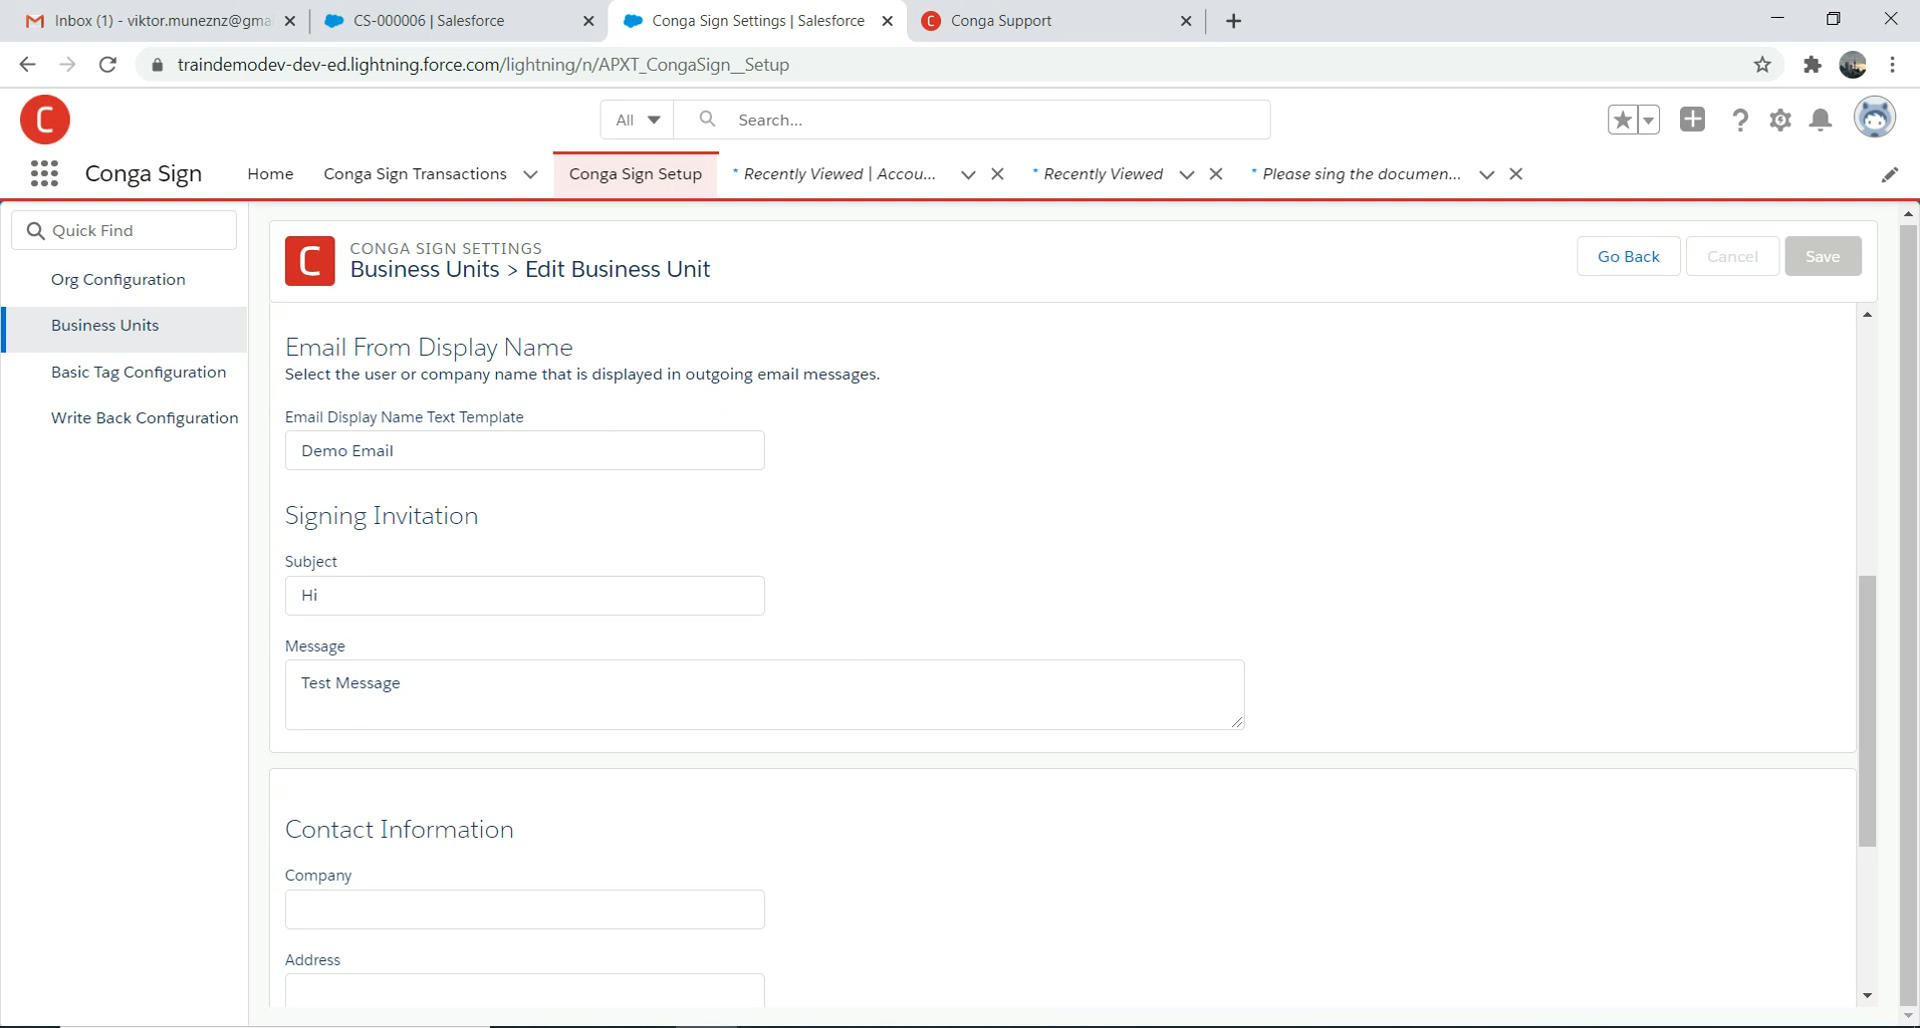 Inbox (1) - viktor.muneznz@gma
CS-000006 | Salesforce
Conga Sign Settings | Salesforce
C Conga Support
traindemodev-dev-ed.lightning.force.com/lightning/n/APXT_CongaSign__Setup
C
All
Search...
Conga Sign
Home
Conga Sign Transactions
Conga Sign Setup
* Recently Viewed | Accou...
* Recently Viewed
* Please sing the documen...
Quick Find
Org Configuration
Business Units
Basic Tag Configuration
Write Back Configuration
C
CONGA SIGN SETTINGS
Business Units > Edit Business Unit
Go Back
Cancel
Save
Email From Display Name
Select the user or company name that is displayed in outgoing email messages.
Email Display Name Text Template
Demo Email
Signing Invitation
Subject
Hi
Message
Test Message
Contact Information
Company
Address